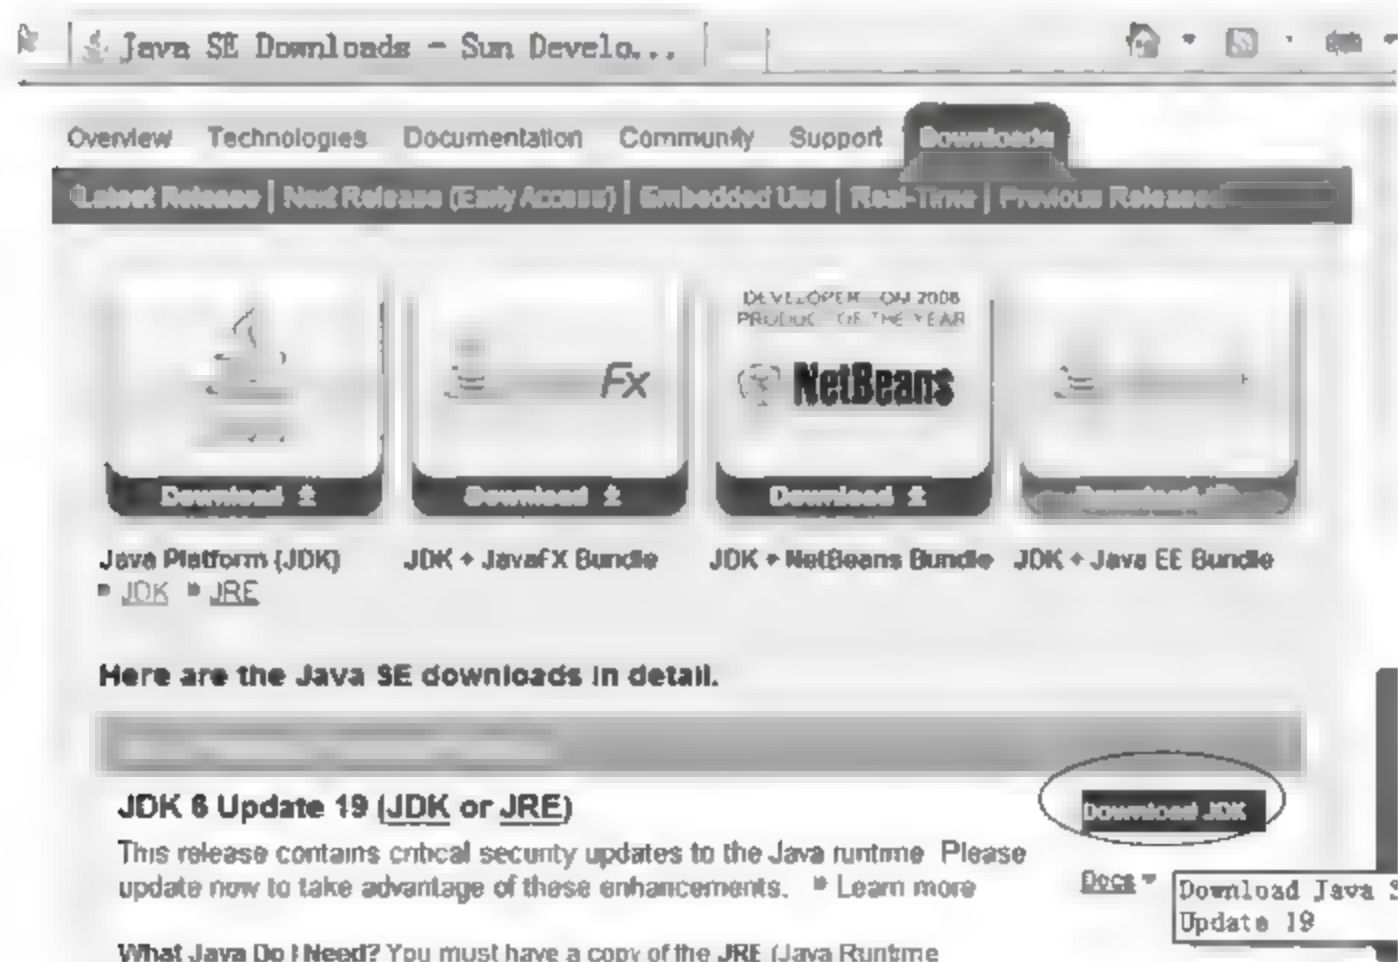 Java SE Downloads - Sun Develo...
Overview Technologies Documentation Community Support Downloads
Latest Release | Next Release (Early Access) | Embedded Use | Real-Time | Previous Releases
DEVELOPER ON 2008
PRODUCT OF THE YEAR
Fx
NetBeans
Download Download Download Download
Java Platform (JDK) JDK + JavaFX Bundle JDK + NetBeans Bundle JDK + Java EE Bundle
JDK JRE
Here are the Java SE downloads in detail.
JDK 6 Update 19 (JDK or JRE)
Download JDK
This release contains critical security updates to the Java runtime Please
update now to take advantage of these enhancements. Learn more
Docs
Download Java S
Update 19
What Java Do I Need? You must have a copy of the JRE (Java Runtime